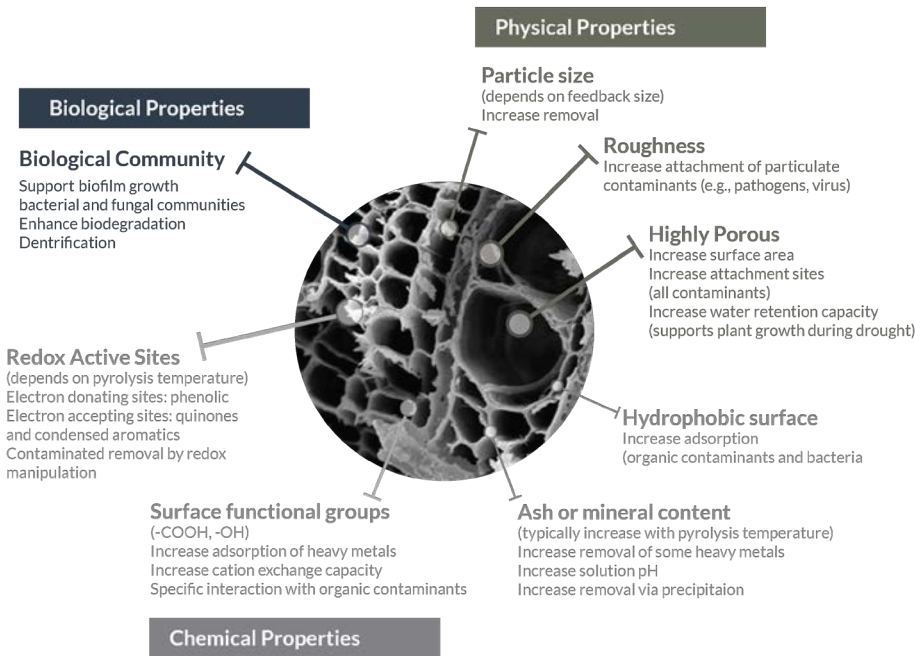 Physical Properties
Particle size
(depends on feedback size)
Increase removal
Biological Properties
Biological Community
Support biofilm growth
bacterial and fungal communities
Enhance biodegradation
Dentrification
Roughness
Increase attachment of particulate
contaminants (e.g., pathogens, virus)
Highly Porous
Increase surface area
Increase attachment sites
(all contaminants)
Increase water retention capacity
(supports plant growth during drought)
Redox Active Sites
(depends on pyrolysis temperature)
Electron donating sites: phenolic
Electron accepting sites: quinones
and condensed aromatics
Contaminated removal by redox
manipulation
Hydrophobic surface
Increase adsorption
(organic contaminants and bacteria
Surface functional groups
(-COOH, -OH)
Increase adsorption of heavy metals
Increase cation exchange capacity
Specific interaction with organic contaminants
Ash or mineral content
(typically increase with pyrolysis temperature)
Increase removal of some heavy metals
Increase solution pH
Increase removal via precipitaion
Chemical Properties